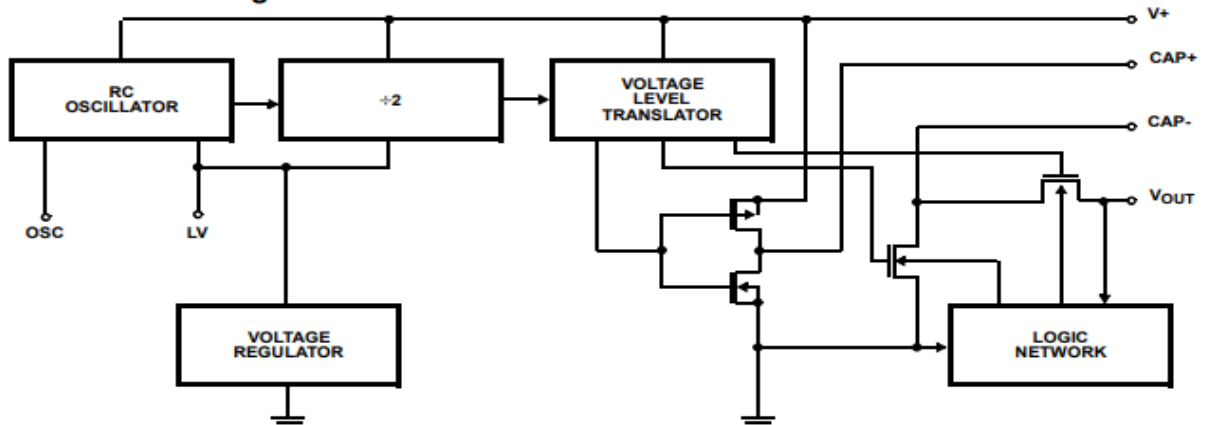 V+
CAP+
RC
OSCILLATOR
÷2
VOLTAGE
LEVEL
TRANSLATOR
CAP-
VOUT
OSC
LV
VOLTAGE
REGULATOR
LOGIC
NETWORK